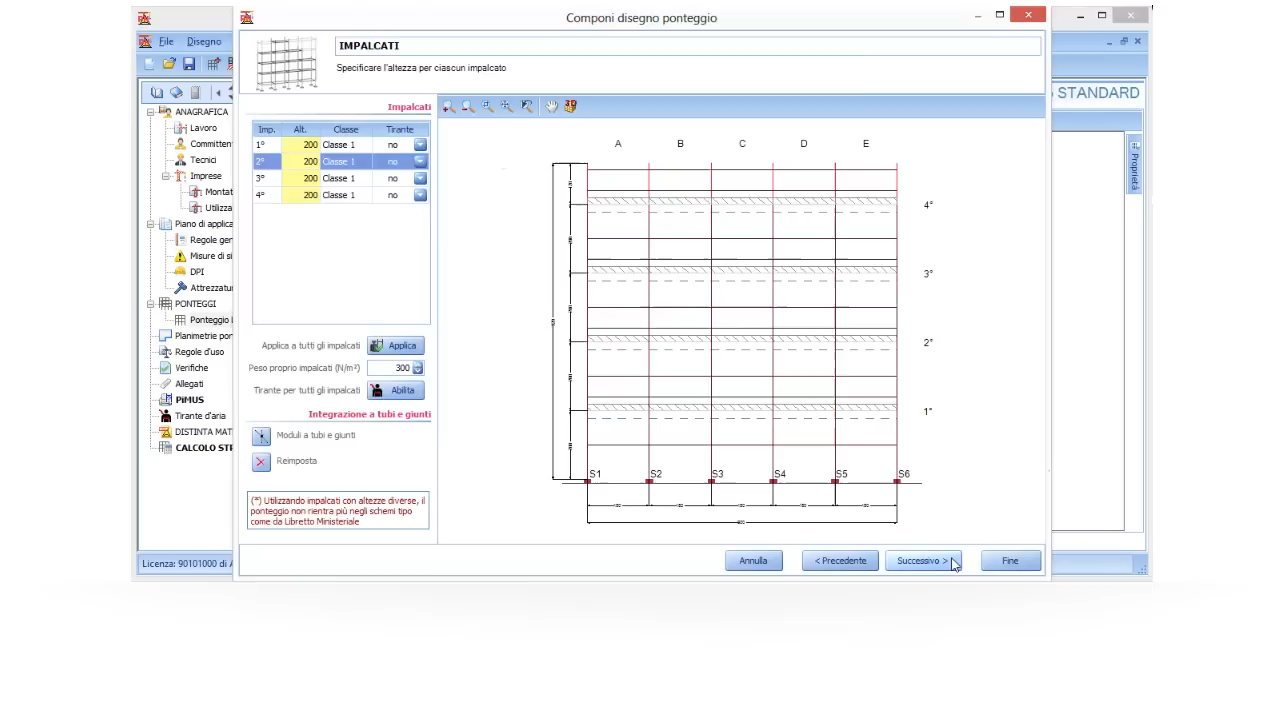 Componi disegno ponteggio
File Disegno
IMPALCATI
Specificare l'altezza per ciascun impalcato
STANDARD
Impalcati
Imp. Alt. Classe Tirante
1° 200 Classe 1 no
2° 200 Classe 1 no
3° 200 Classe 1 no
4° 200 Classe 1 no
Applica a tutti gli impalcati Applica
Peso proprio impalcati (N/m²) 300
Tirante per tutti gli impalcati Abilita
Integrazione a tubi e giunti
Moduli a tubi e giunti
Reimposta
(*) Utilizzando impalcati con altezze diverse, il
ponteggio non rientra più negli schemi tipo
come da Libretto Ministeriale
ANAGRAFICA
Lavoro
Committen
Tecnici
Imprese
Montat
Utilizza
Piano di applica
Regole gen
Misure di si
DPI
Attrezzatu
PONTEGGI
Ponteggio
Planimetrie pon
Regole d'uso
Verifiche
Allegati
PiMUS
Tirante d'aria
DISTINTA MAT
CALCOLO STR
Licenza: 90101000 di A
A B C D E
4°
3°
2°
1°
S1 S2 S3 S4 S5 S6
Proprietà
Annulla < Precedente Successivo > Fine